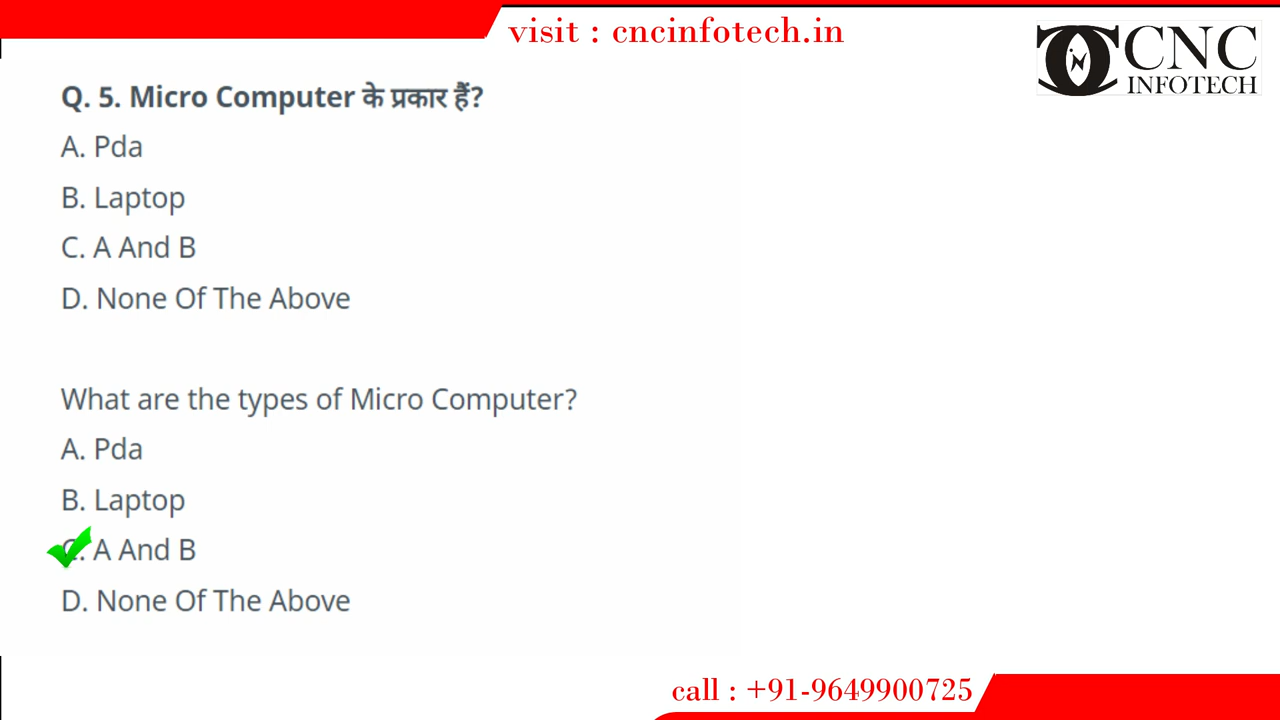 visit : cncinfotech.in
CNC
INFOTECH
Q. 5. Micro Computer के प्रकार हैं?
A. Pda
B. Laptop
C. A And B
D. None Of The Above
What are the types of Micro Computer?
A. Pda
B. Laptop
C. A And B
D. None Of The Above
call : +91-9649900725